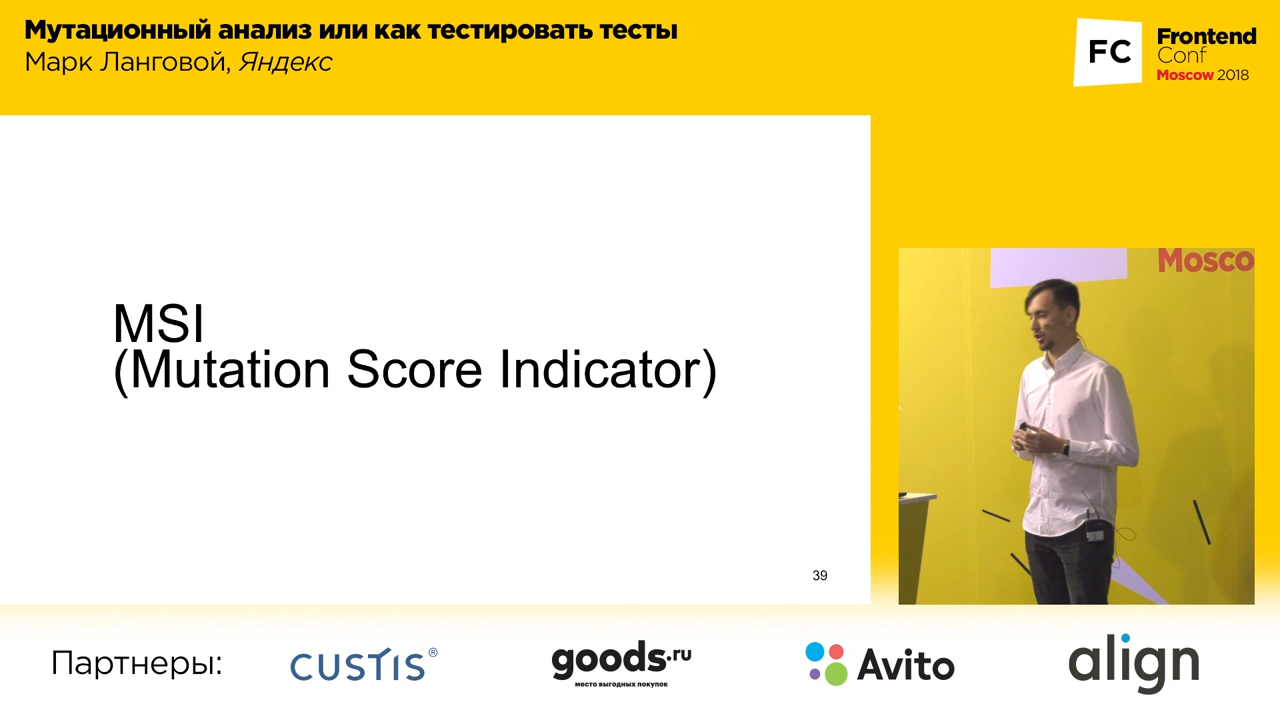 Мутационный анализ или как тестировать тесты
Марк Ланговой, Яндекс
FC
Frontend
Conf
Moscow 2018
MSI
(Mutation Score Indicator)
39
Mosco
Партнеры:
CUSTIS®
goods.ru
место выгодных покупок
Avito
align